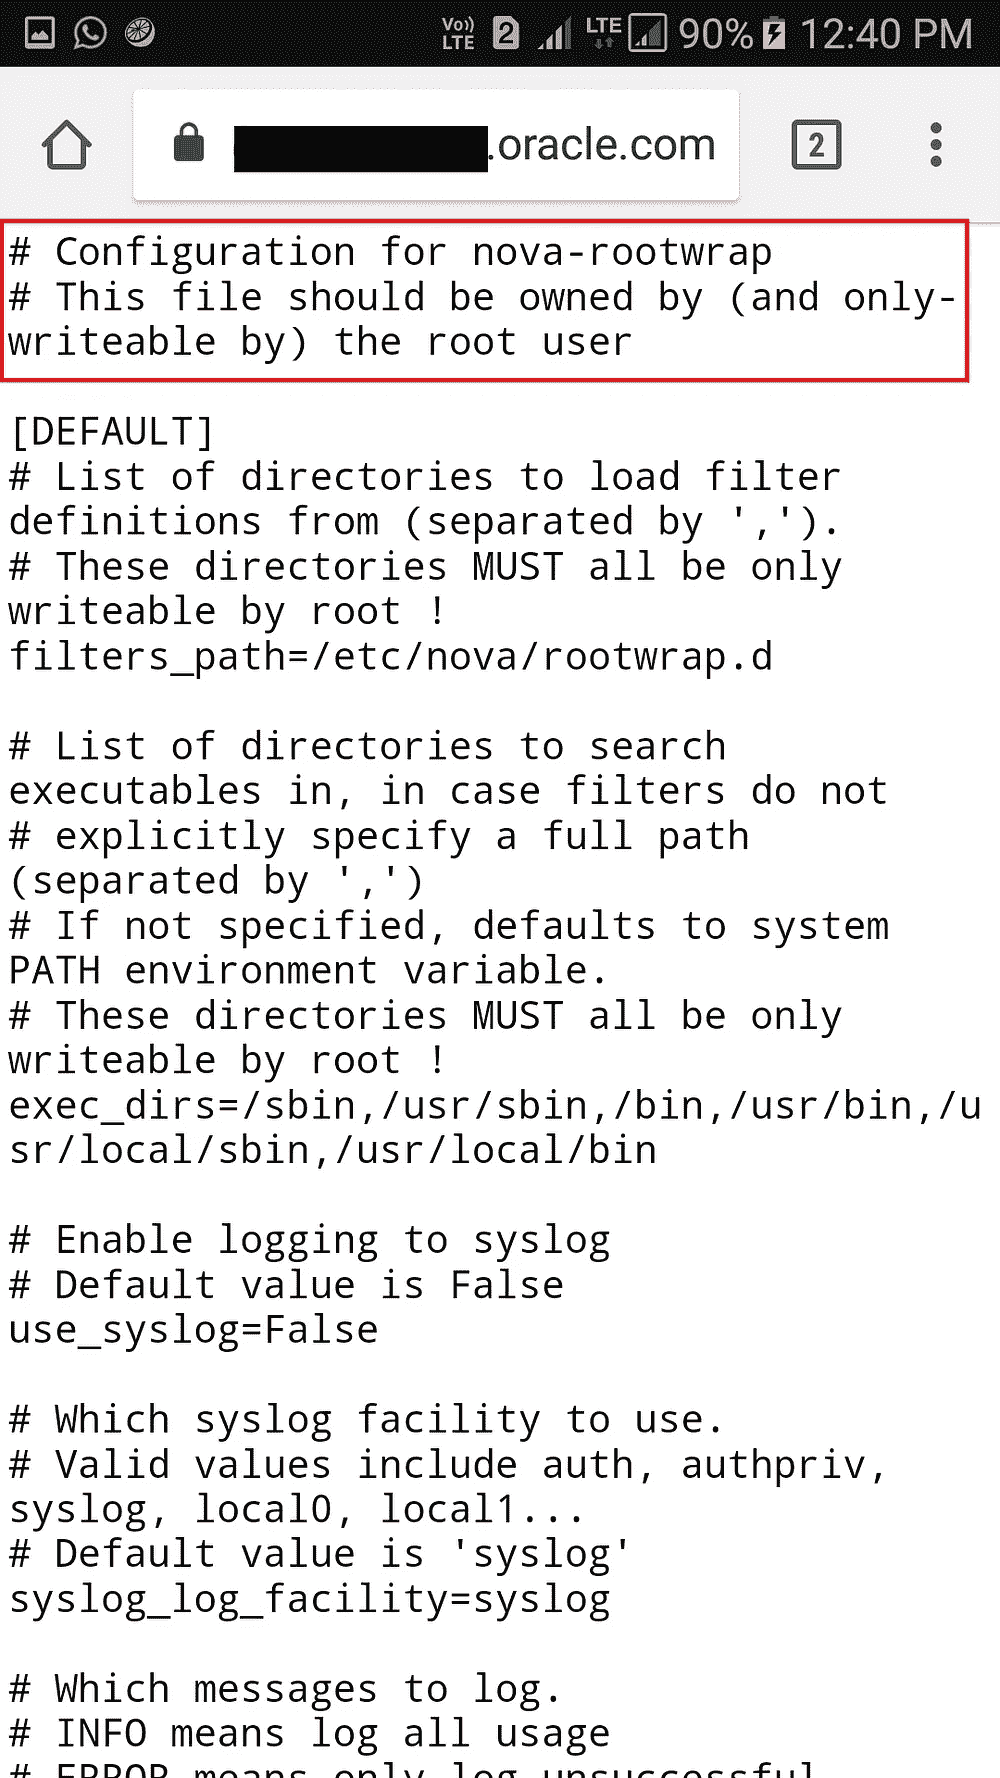 Vo)) LTE 2 LTE 90% 12:40 PM
.oracle.com 2
# Configuration for nova-rootwrap
# This file should be owned by (and only-
writeable by) the root user
[DEFAULT]
# List of directories to load filter
definitions from (separated by ',').
# These directories MUST all be only
writeable by root !
filters_path=/etc/nova/rootwrap.d
# List of directories to search
executables in, in case filters do not
# explicitly specify a full path
(separated by ',')
# If not specified, defaults to system
PATH environment variable.
# These directories MUST all be only
writeable by root !
exec_dirs=/sbin,/usr/sbin,/bin,/usr/bin,/u
sr/local/sbin,/usr/local/bin
# Enable logging to syslog
# Default value is False
use_syslog=False
# Which syslog facility to use.
# Valid values include auth, authpriv,
syslog, local0, local1...
# Default value is 'syslog'
syslog_log_facility=syslog
# Which messages to log.
# INFO means log all usage
# ERROR means only log unsuccessful